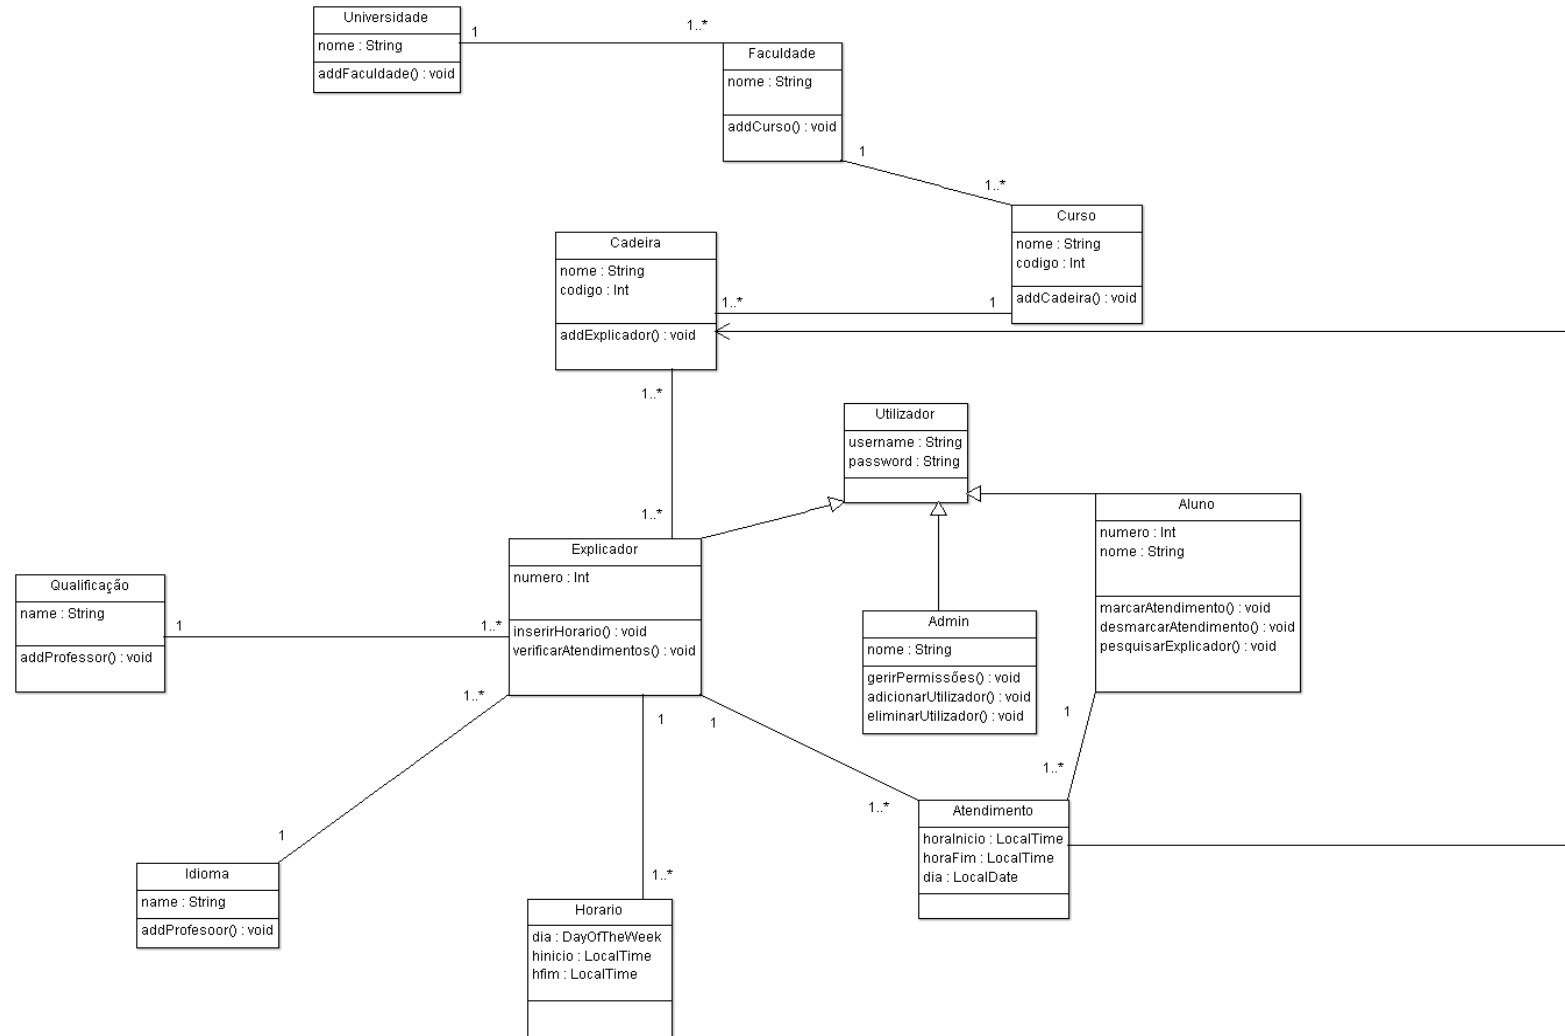 Universidade
nome : String
addFaculdade() : void
1
1..*
Faculdade
nome : String
addCurso() : void
1
1..*
Curso
nome : String
codigo : Int
addCadeira() : void
Cadeira
nome : String
codigo : Int
addExplicador() : void
1..*
1
1..*
1..*
Utilizador
username : String
password : String
Aluno
numero : Int
nome : String
marcarAtendimento() : void
desmarcarAtendimento() : void
pesquisarExplicador() : void
Explicador
numero : Int
inserirHorario() : void
verificarAtendimentos() : void
Qualificação
name : String
addProfessor() : void
1
1..*
Admin
nome : String
gerirPermissões() : void
adicionarUtilizador() : void
eliminarUtilizador() : void
1..*
1
1
1
1..*
1..*
1
1..*
Atendimento
horaInicio : LocalTime
horaFim : LocalTime
dia : LocalDate
Idioma
name : String
addProfesoor() : void
Horario
dia : DayOfTheWeek
hinicio : LocalTime
hfim : LocalTime